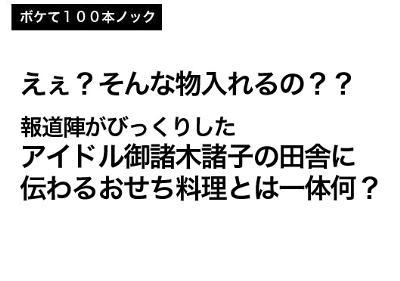 ボケて１００本ノック
えぇ？そんな物入れるの？？
報道陣がびっくりした
アイドル御諸木諸子の田舎に
伝わるおせち料理とは一体何？